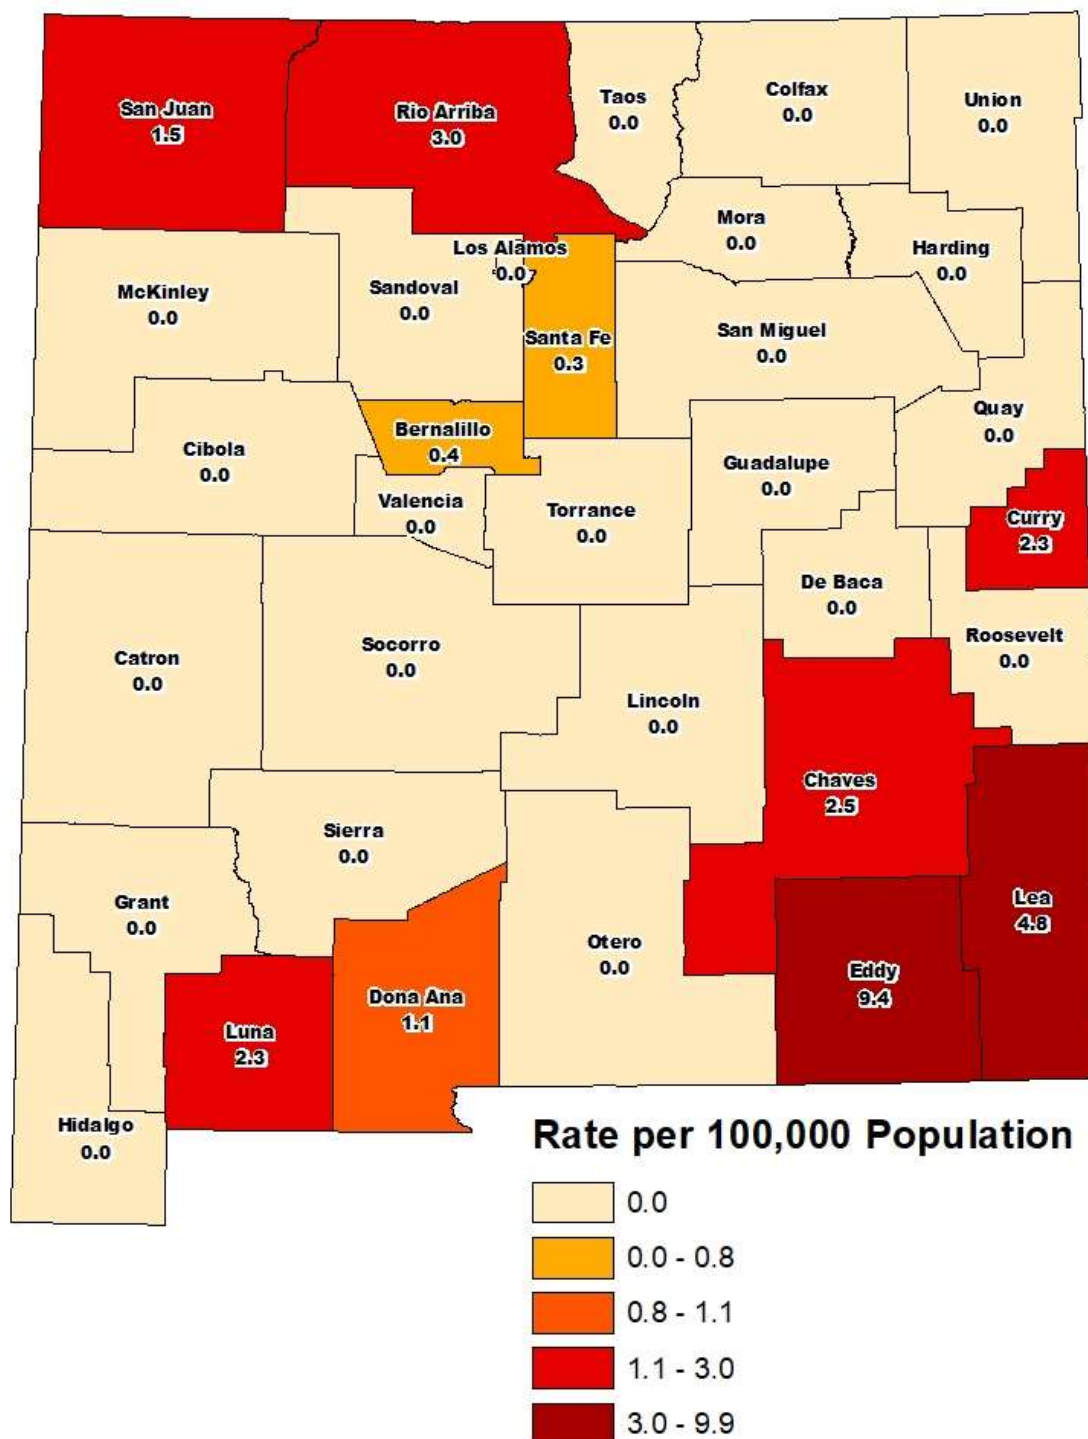 San Juan
1.5
Rio Arriba
3.0
Taos
0.0
Colfax
0.0
Union
0.0
Mora
0.0
Harding
0.0
Los Alamos
0.0
McKinley
0.0
Sandoval
0.0
Santa Fe
0.3
San Miguel
0.0
Quay
0.0
Cibola
0.0
Bernalillo
0.4
Guadalupe
0.0
Valencia
0.0
Torrance
0.0
Curry
2.3
De Baca
0.0
Roosevelt
0.0
Catron
0.0
Socorro
0.0
Lincoln
0.0
Chaves
2.5
Sierra
0.0
Grant
0.0
Otero
0.0
Lea
4.8
Eddy
9.4
Dona Ana
1.1
Luna
2.3
Hidalgo
0.0
Rate per 100,000 Population
0.0
0.0 - 0.8
0.8 - 1.1
1.1 - 3.0
3.0 - 9.9